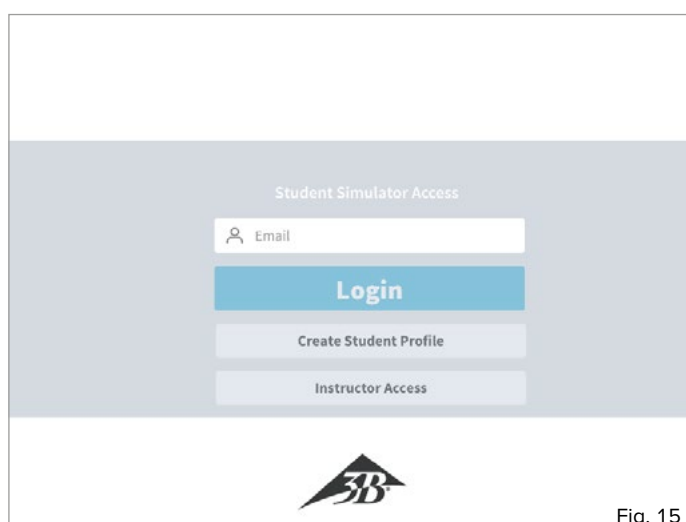 Student Simulator Access
Email
Login
Create Student Profile
Instructor Access
3B®
Fig. 15